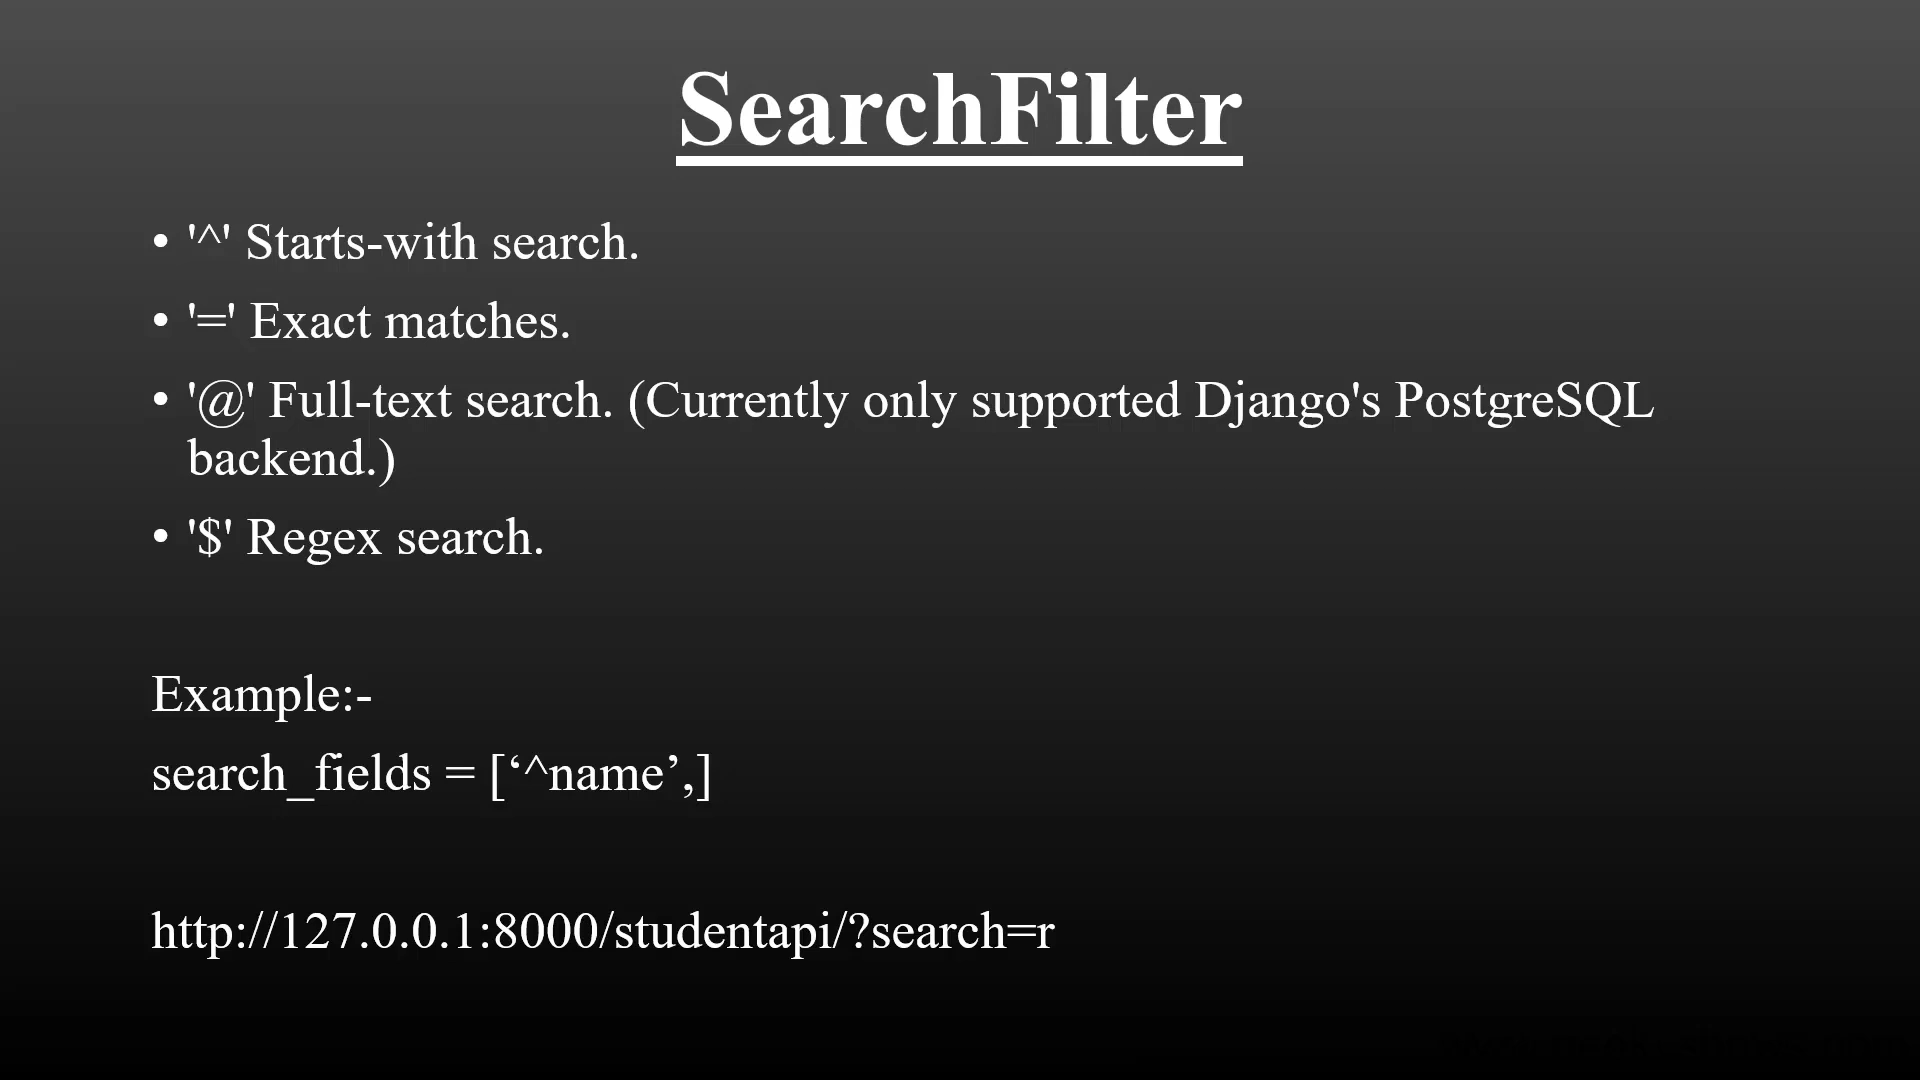 SearchFilter
• '^' Starts-with search.
• '=' Exact matches.
• '@' Full-text search. (Currently only supported Django's PostgreSQL
backend.)
• '$' Regex search.
Example:-
search_fields = [‘^name’,]
http://127.0.0.1:8000/studentapi/?search=r